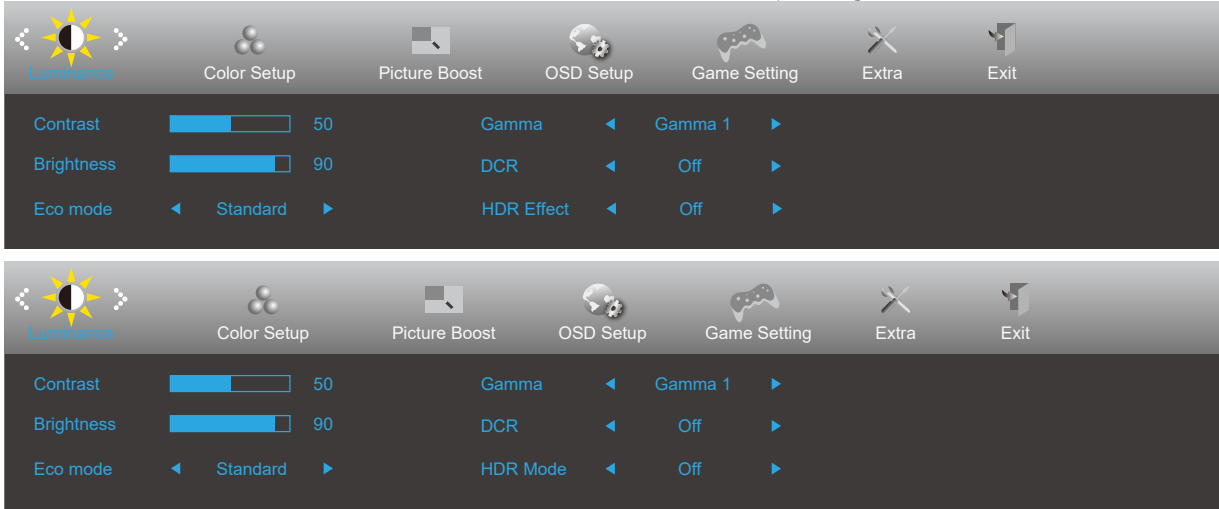 Luminance Color Setup Picture Boost OSD Setup Game Setting Extra Exit
Contrast 50 Gamma Gamma 1
Brightness 90 DCR Off
Eco mode Standard HDR Effect Off
Luminance Color Setup Picture Boost OSD Setup Game Setting Extra Exit
Contrast 50 Gamma Gamma 1
Brightness 90 DCR Off
Eco mode Standard HDR Mode Off